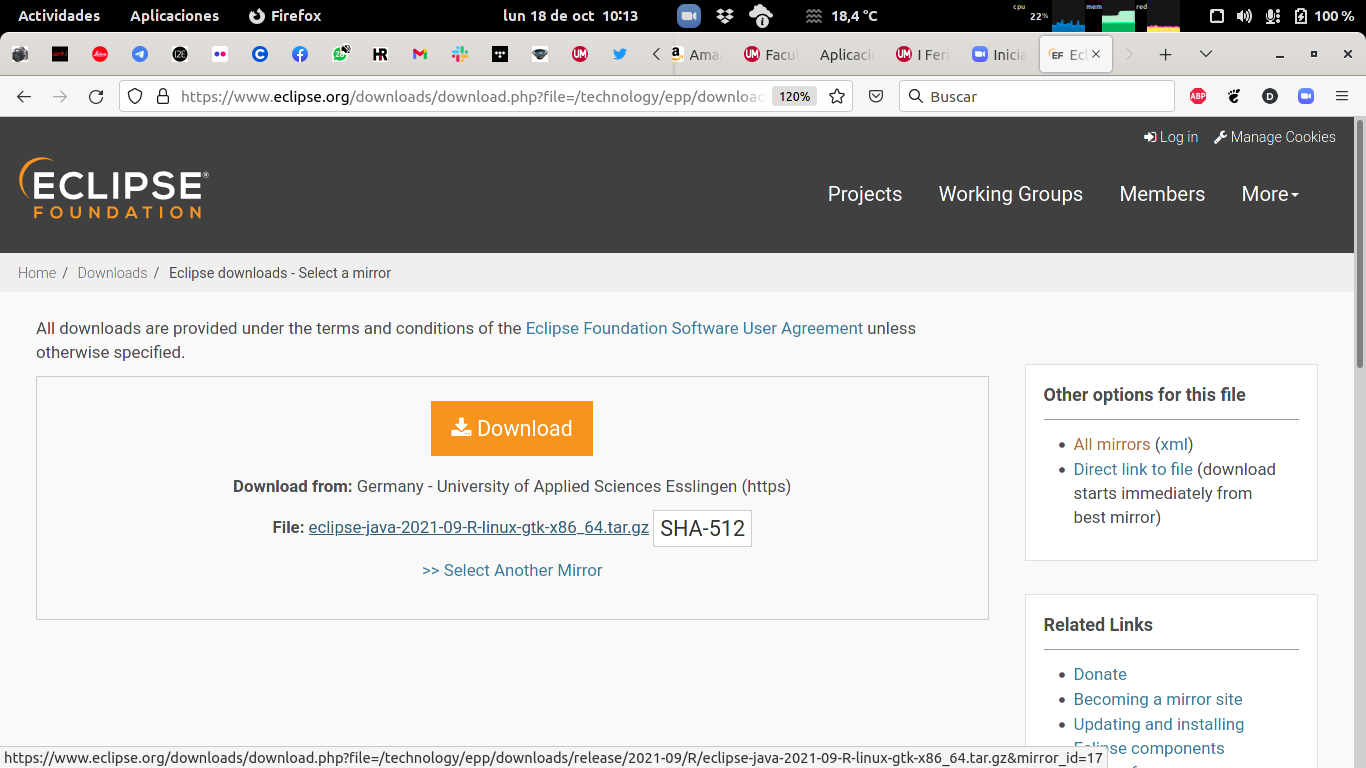 Actividades Aplicaciones Firefox lun 18 de oct 10:13 18,4 °C cpu 22% mem red 100 %
Ama Facu Aplicacio I Feri Inicia EF Ecl
https://www.eclipse.org/downloads/download.php?file=/technology/epp/download 120% Buscar ABP D
Log in Manage Cookies
ECLIPSE®
FOUNDATION
Projects Working Groups Members More
Home / Downloads / Eclipse downloads - Select a mirror
All downloads are provided under the terms and conditions of the Eclipse Foundation Software User Agreement unless
otherwise specified.
Download
Download from: Germany - University of Applied Sciences Esslingen (https)
File: eclipse-java-2021-09-R-linux-gtk-x86_64.tar.gz SHA-512
>> Select Another Mirror
Other options for this file
All mirrors (xml)
Direct link to file (download
starts immediately from
best mirror)
Related Links
Donate
Becoming a mirror site
Updating and installing
Eclipse components
https://www.eclipse.org/downloads/download.php?file=/technology/epp/downloads/release/2021-09/R/eclipse-java-2021-09-R-linux-gtk-x86_64.tar.gz&mirror_id=17